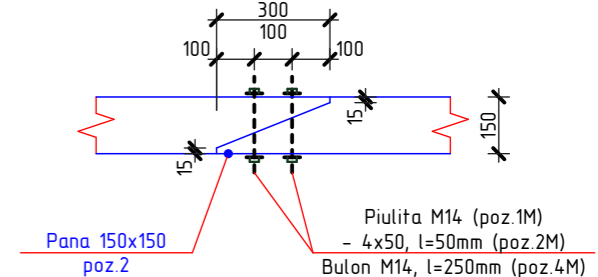 300
100
100
100
15
150
15
Pana 150x150
poz.2
Piulita M14 (poz.1M)
- 4x50, l=50mm (poz.2M)
Bulon M14, l=250mm (poz.4M)